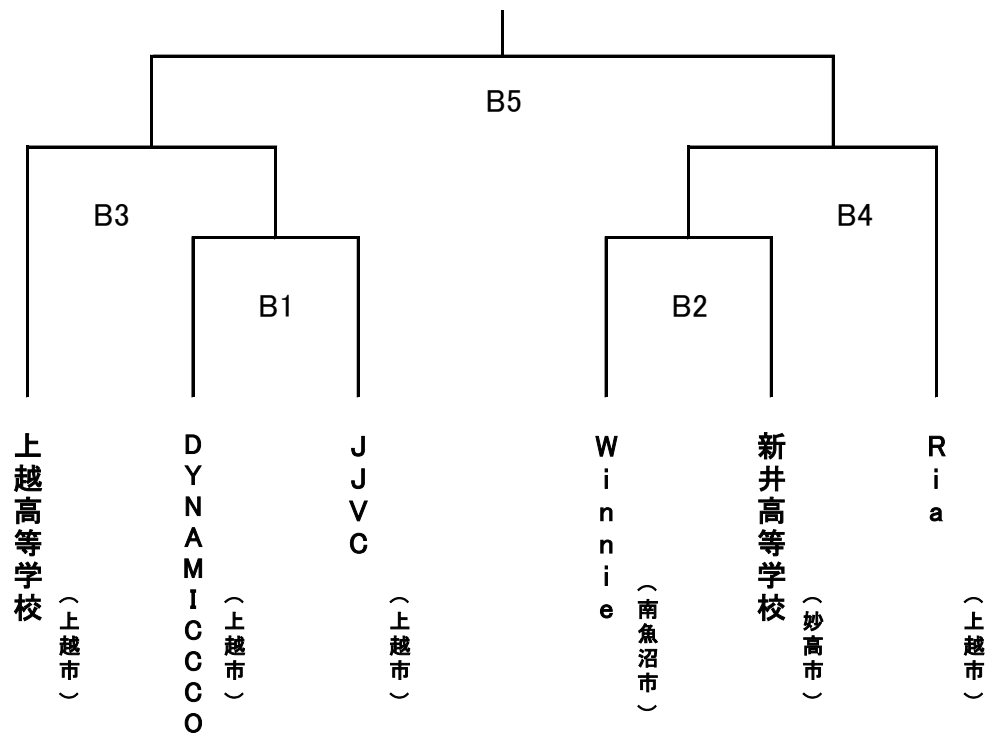 B5
B3
B4
B1
B2
上越高等学校
（上越市）
DYNAMICCCO
（上越市）
JJVC
（上越市）
Winnie
（南魚沼市）
新井高等学校
（妙高市）
Ria
（上越市）